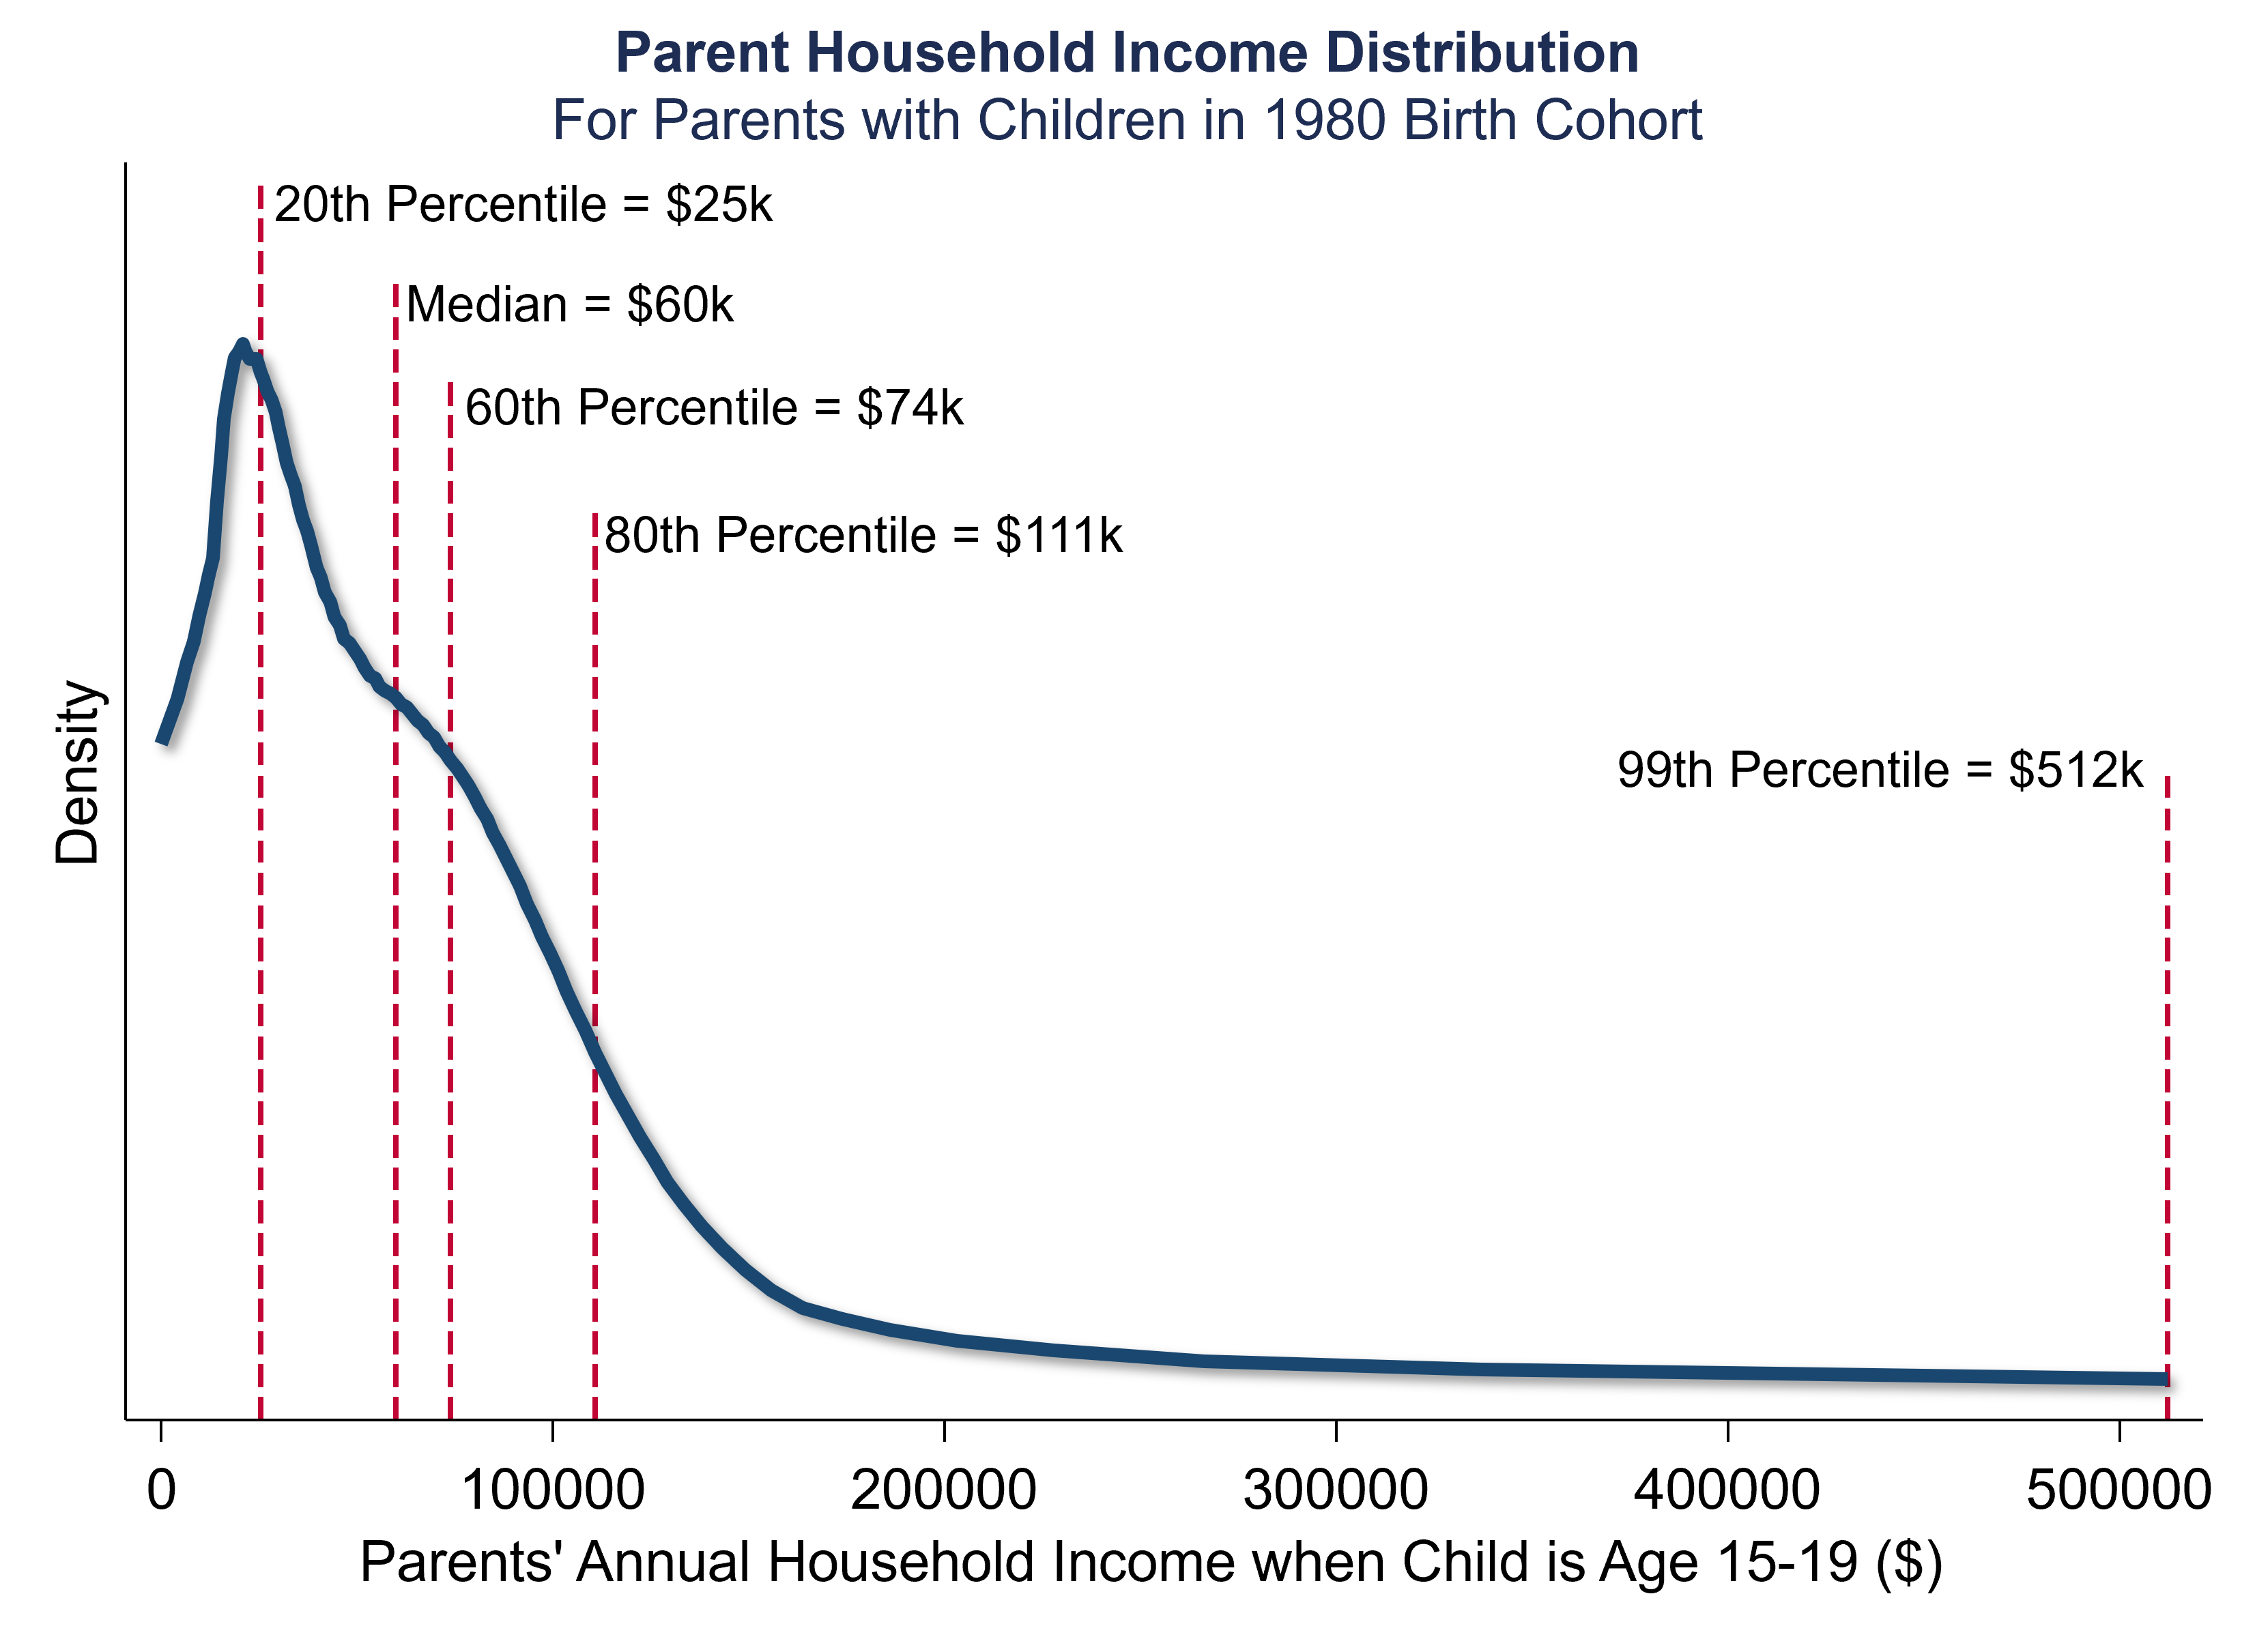 Parent Household Income Distribution
For Parents with Children in 1980 Birth Cohort
20th Percentile = $25k
Median = $60k
60th Percentile = $74k
80th Percentile = $111k
99th Percentile = $512k
Density
0
100000
200000
300000
400000
500000
Parents' Annual Household Income when Child is Age 15-19 ($)